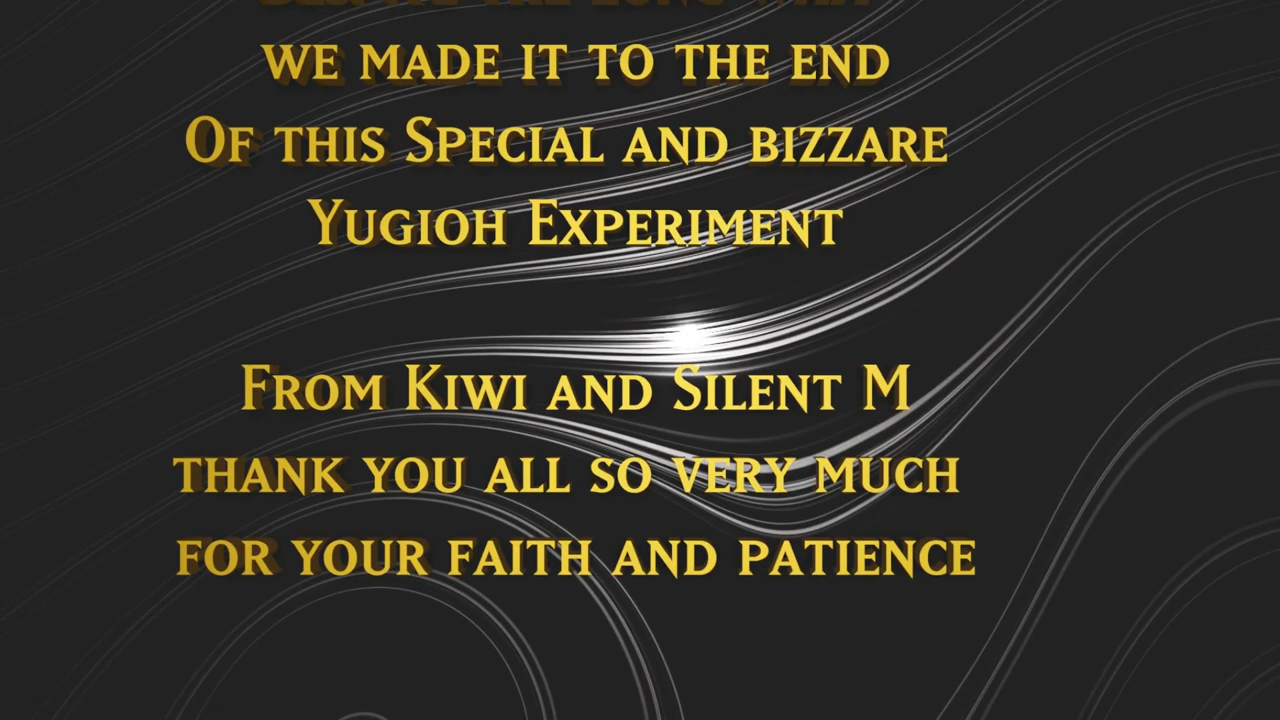 WE MADE IT TO THE END
OF THIS SPECIAL AND BIZZARE
YUGIOH EXPERIMENT
FROM KIWI AND SILENT M
THANK YOU ALL SO VERY MUCH
FOR YOUR FAITH AND PATIENCE